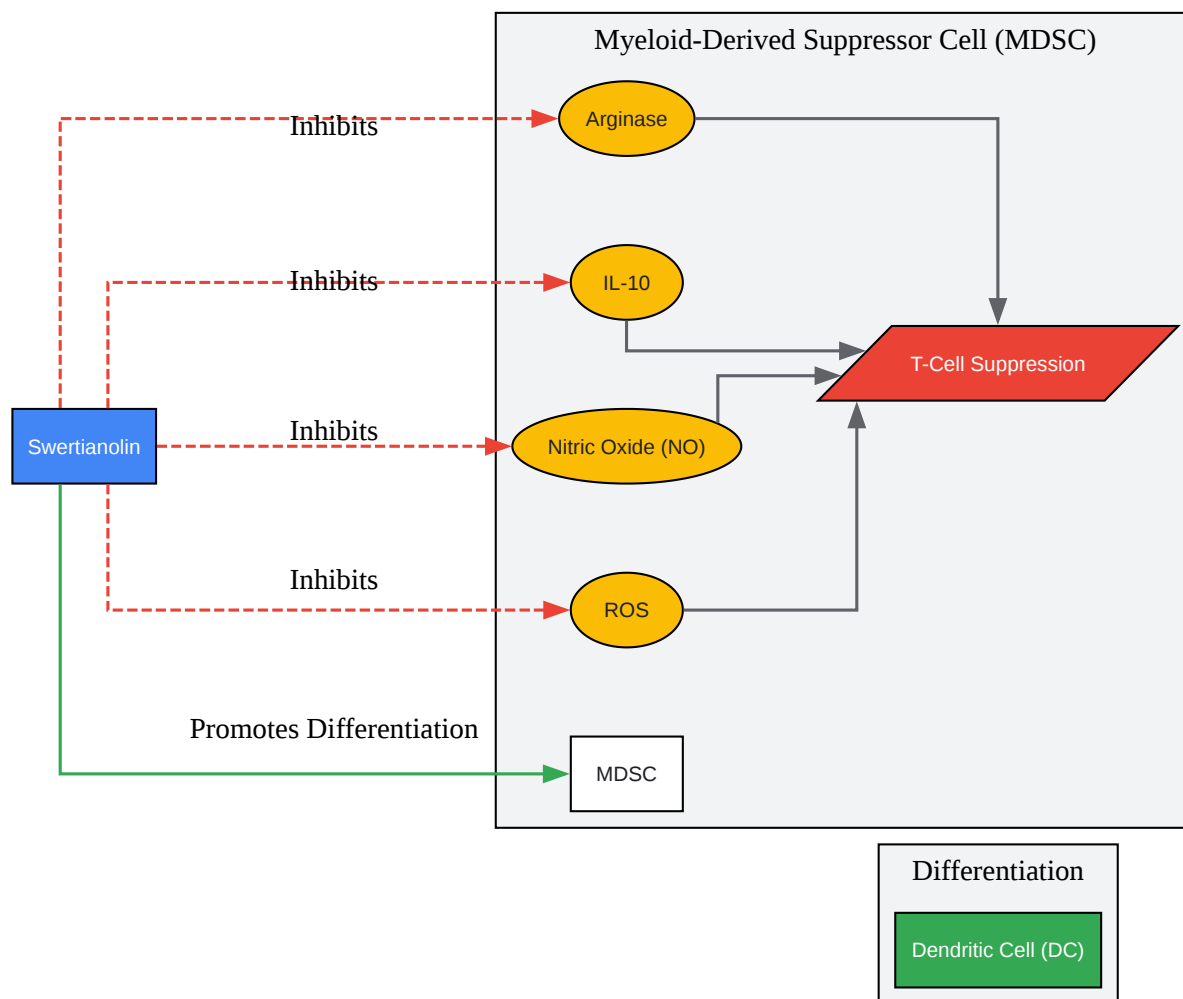 Myeloid-Derived Suppressor Cell (MDSC)
Inhibits
Arginase
Inhibits
IL-10
T-Cell Suppression
Swertianolin
Inhibits
Nitric Oxide (NO)
Inhibits
ROS
Promotes Differentiation
MDSC
Differentiation
Dendritic Cell (DC)